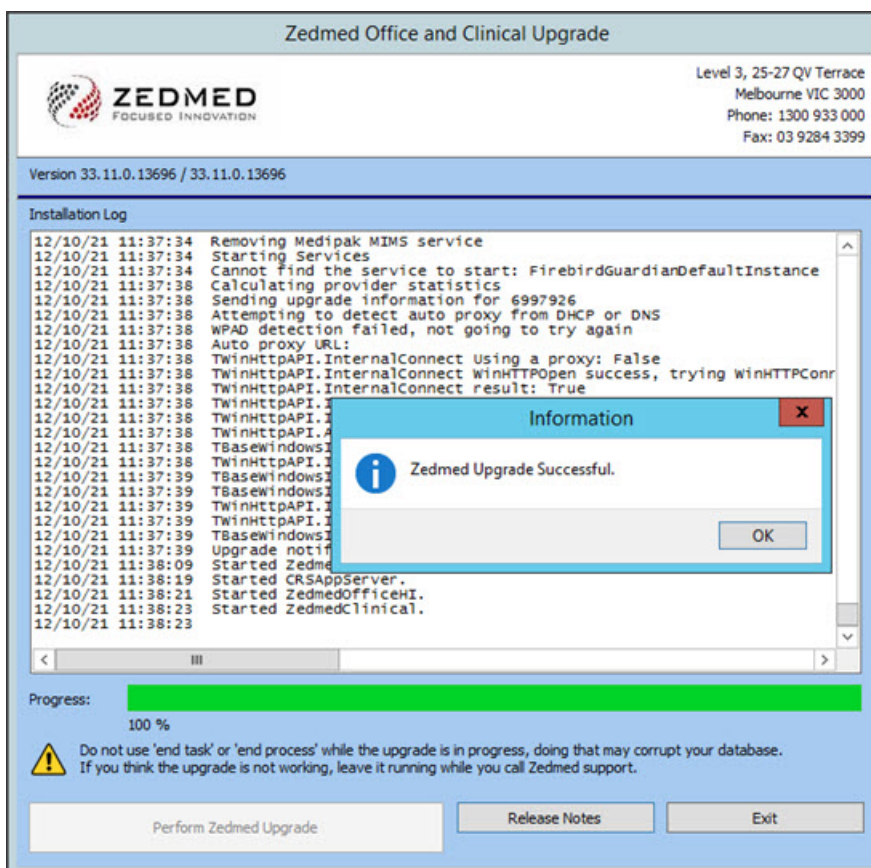 Zedmed Office and Clinical Upgrade
ZEDMED
FOCUSED INNOVATION
Level 3, 25-27 QV Terrace
Melbourne VIC 3000
Phone: 1300 933 000
Fax: 03 9284 3399
Version 33.11.0.13696 / 33.11.0.13696
Installation Log
12/10/21 11:37:34 Removing Medipak MIMS service
12/10/21 11:37:34 Starting Services
12/10/21 11:37:34 Cannot find the service to start: FirebirdGuardianDefaultInstance
12/10/21 11:37:38 Calculating provider statistics
12/10/21 11:37:38 Sending upgrade information for 6997926
12/10/21 11:37:38 Attempting to detect auto proxy from DHCP or DNS
12/10/21 11:37:38 WPAD detection failed, not going to try again
12/10/21 11:37:38 Auto proxy URL:
12/10/21 11:37:38 TWinHttpAPI.InternalConnect Using a proxy: False
12/10/21 11:37:38 TWinHttpAPI.InternalConnect WinHTTPOpen success, trying WinHTTPConr
12/10/21 11:37:38 TWinHttpAPI.InternalConnect result: True
12/10/21 11:37:38 TWinHttpAPI.I
12/10/21 11:37:38 TWinHttpAPI.I
12/10/21 11:37:38 TWinHttpAPI.A
12/10/21 11:37:38 TBaseWindowsI
12/10/21 11:37:38 TWinHttpAPI.I
12/10/21 11:37:39 TBaseWindowsI
12/10/21 11:37:39 TBaseWindowsI
12/10/21 11:37:39 TWinHttpAPI.I
12/10/21 11:37:39 TWinHttpAPI.I
12/10/21 11:37:39 TBaseWindowsI
12/10/21 11:37:39 Upgrade notif
12/10/21 11:38:09 Started Zedme
12/10/21 11:38:19 Started CRSAppServer.
12/10/21 11:38:21 Started ZedmedOfficeHI.
12/10/21 11:38:23 Started ZedmedClinical.
12/10/21 11:38:23
Information
x
Zedmed Upgrade Successful.
OK
Progress:
100 %
Do not use 'end task' or 'end process' while the upgrade is in progress, doing that may corrupt your database.
If you think the upgrade is not working, leave it running while you call Zedmed support.
Perform Zedmed Upgrade
Release Notes
Exit